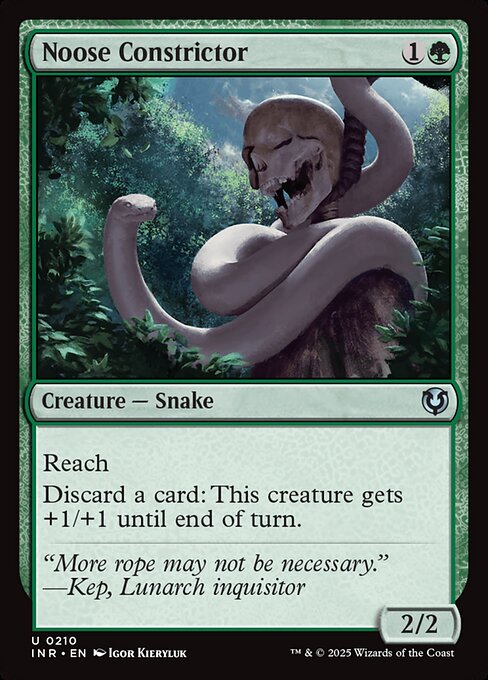 Noose Constrictor 1
Creature — Snake
Reach
Discard a card: This creature gets
+1/+1 until end of turn.
“More rope may not be necessary.”
—Kep, Lunarch inquisitor
2/2
U 0210
INR • EN Igor Kieryluk
™ & © 2025 Wizards of the Coast